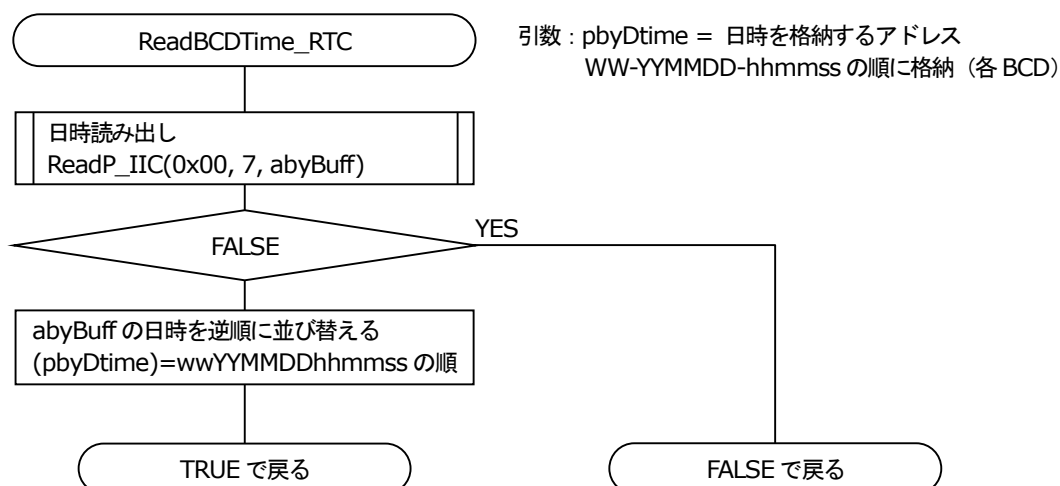 ReadBCDTime_RTC
引数：pbyDtime = 日時を格納するアドレス
WW-YYMMDD-hhmmss の順に格納（各 BCD）
日時読み出し
ReadP_IIC(0x00, 7, abyBuff)
FALSE
YES
abyBuff の日時を逆順に並び替える
(pbyDtime)=wwYYMMDDhhmmss の順
TRUE で戻る
FALSE で戻る